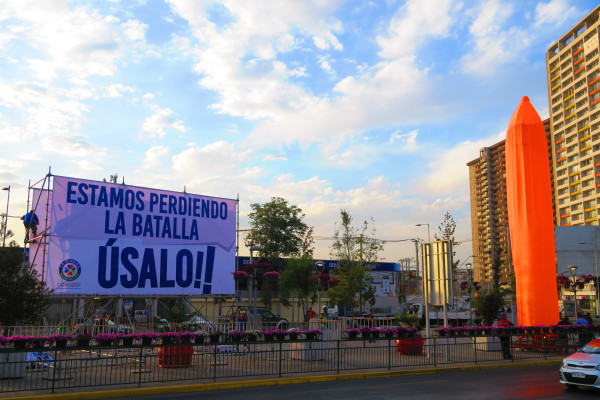 ESTAMOS PERDIENDO
LA BATALLA
ÚSALO!!